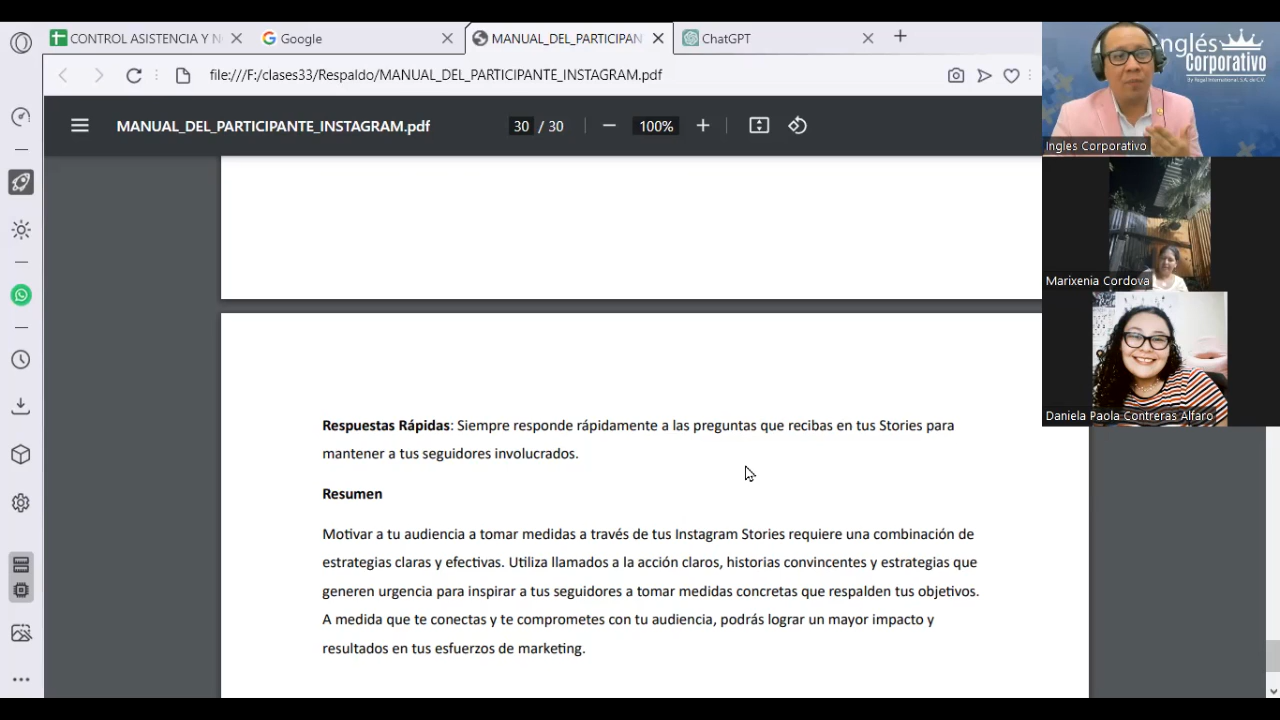 CONTROL ASISTENCIA Y N
Google
MANUAL_DEL_PARTICIPAN
ChatGPT
file:///F:/clases33/Respaldo/MANUAL_DEL_PARTICIPANTE_INSTAGRAM.pdf
MANUAL_DEL_PARTICIPANTE_INSTAGRAM.pdf
30 / 30
100%
Inglés
Corporativo
By Regal International, S.A. de C.V.
Ingles Corporativo
Marixenia Cordova
Daniela Paola Contreras Alfaro
Respuestas Rápidas: Siempre responde rápidamente a las preguntas que recibas en tus Stories para
mantener a tus seguidores involucrados.
Resumen
Motivar a tu audiencia a tomar medidas a través de tus Instagram Stories requiere una combinación de
estrategias claras y efectivas. Utiliza llamados a la acción claros, historias convincentes y estrategias que
generen urgencia para inspirar a tus seguidores a tomar medidas concretas que respalden tus objetivos.
A medida que te conectas y te comprometes con tu audiencia, podrás lograr un mayor impacto y
resultados en tus esfuerzos de marketing.